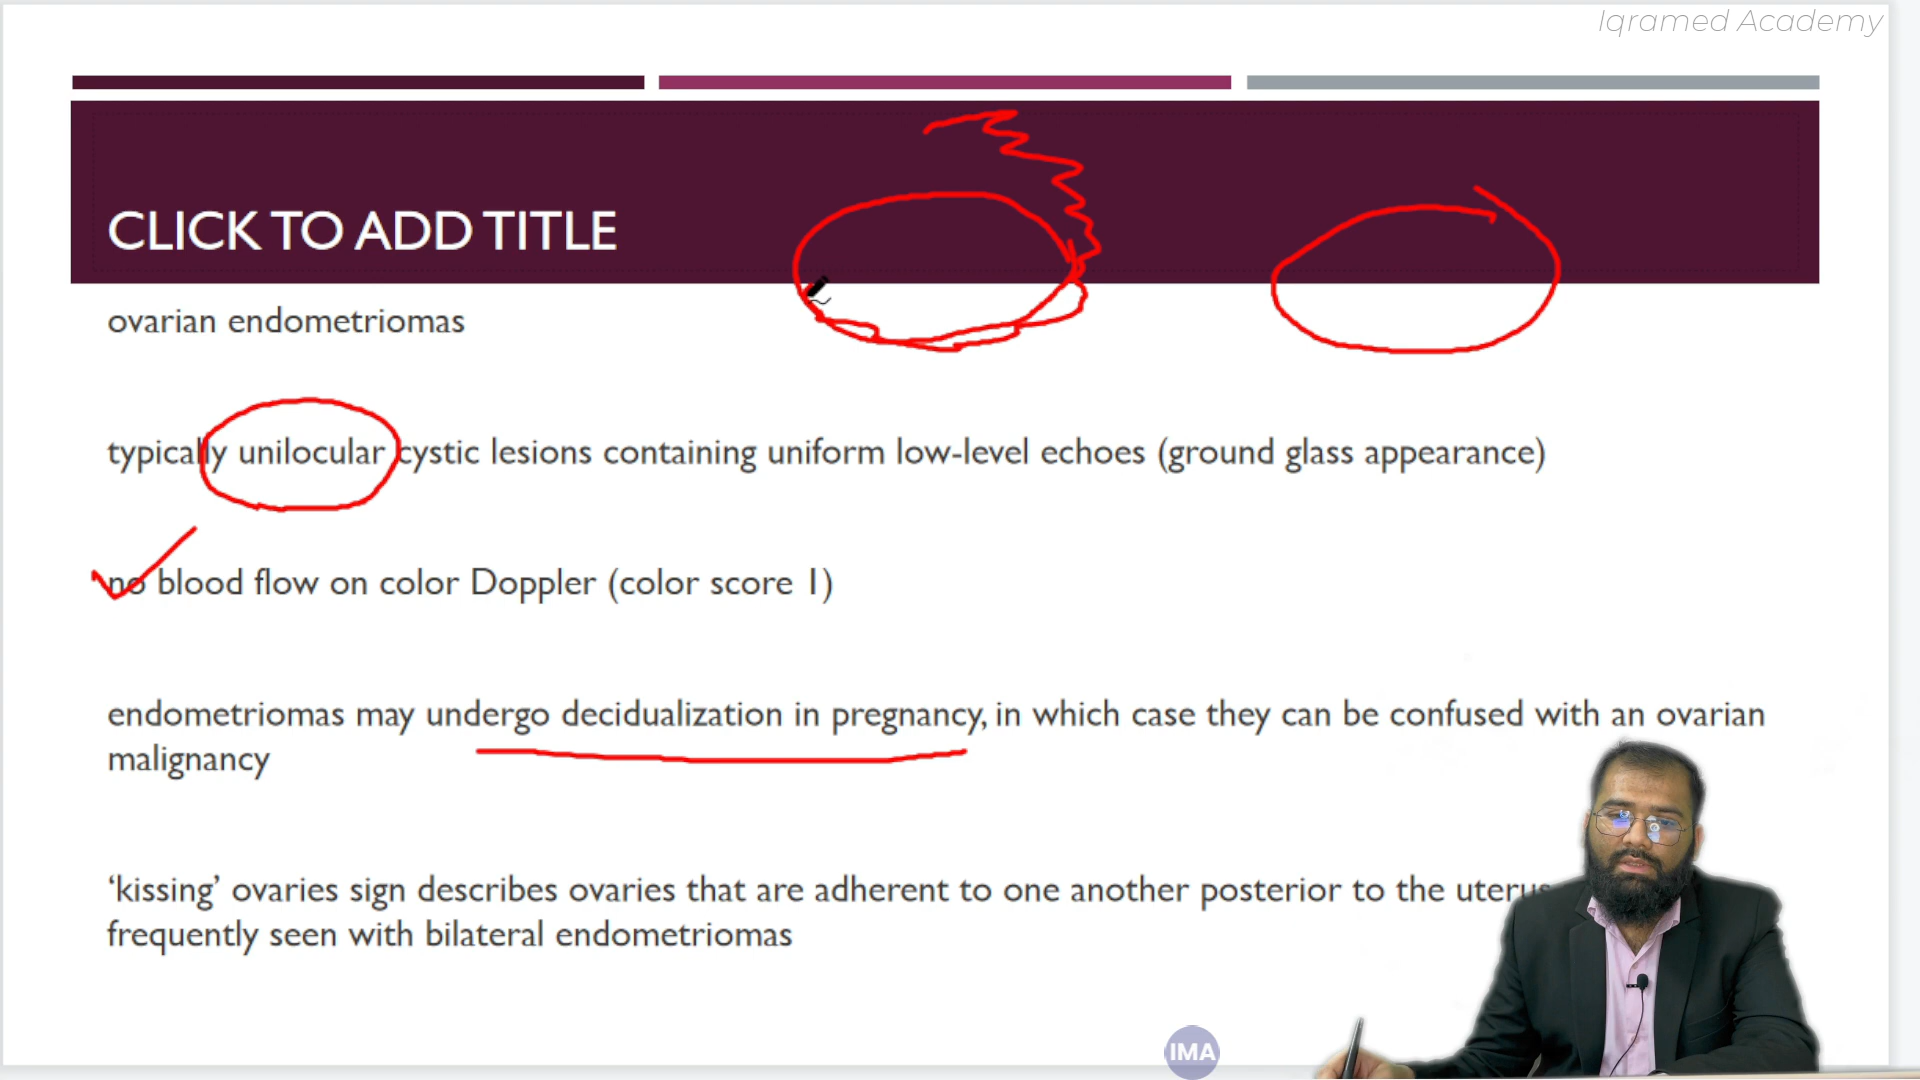 Iqramed Academy
CLICK TO ADD TITLE
ovarian endometriomas
typically unilocular cystic lesions containing uniform low-level echoes (ground glass appearance)
no blood flow on color Doppler (color score 1)
endometriomas may undergo decidualization in pregnancy, in which case they can be confused with an ovarian
malignancy
‘kissing’ ovaries sign describes ovaries that are adherent to one another posterior to the uterus
frequently seen with bilateral endometriomas
IMA